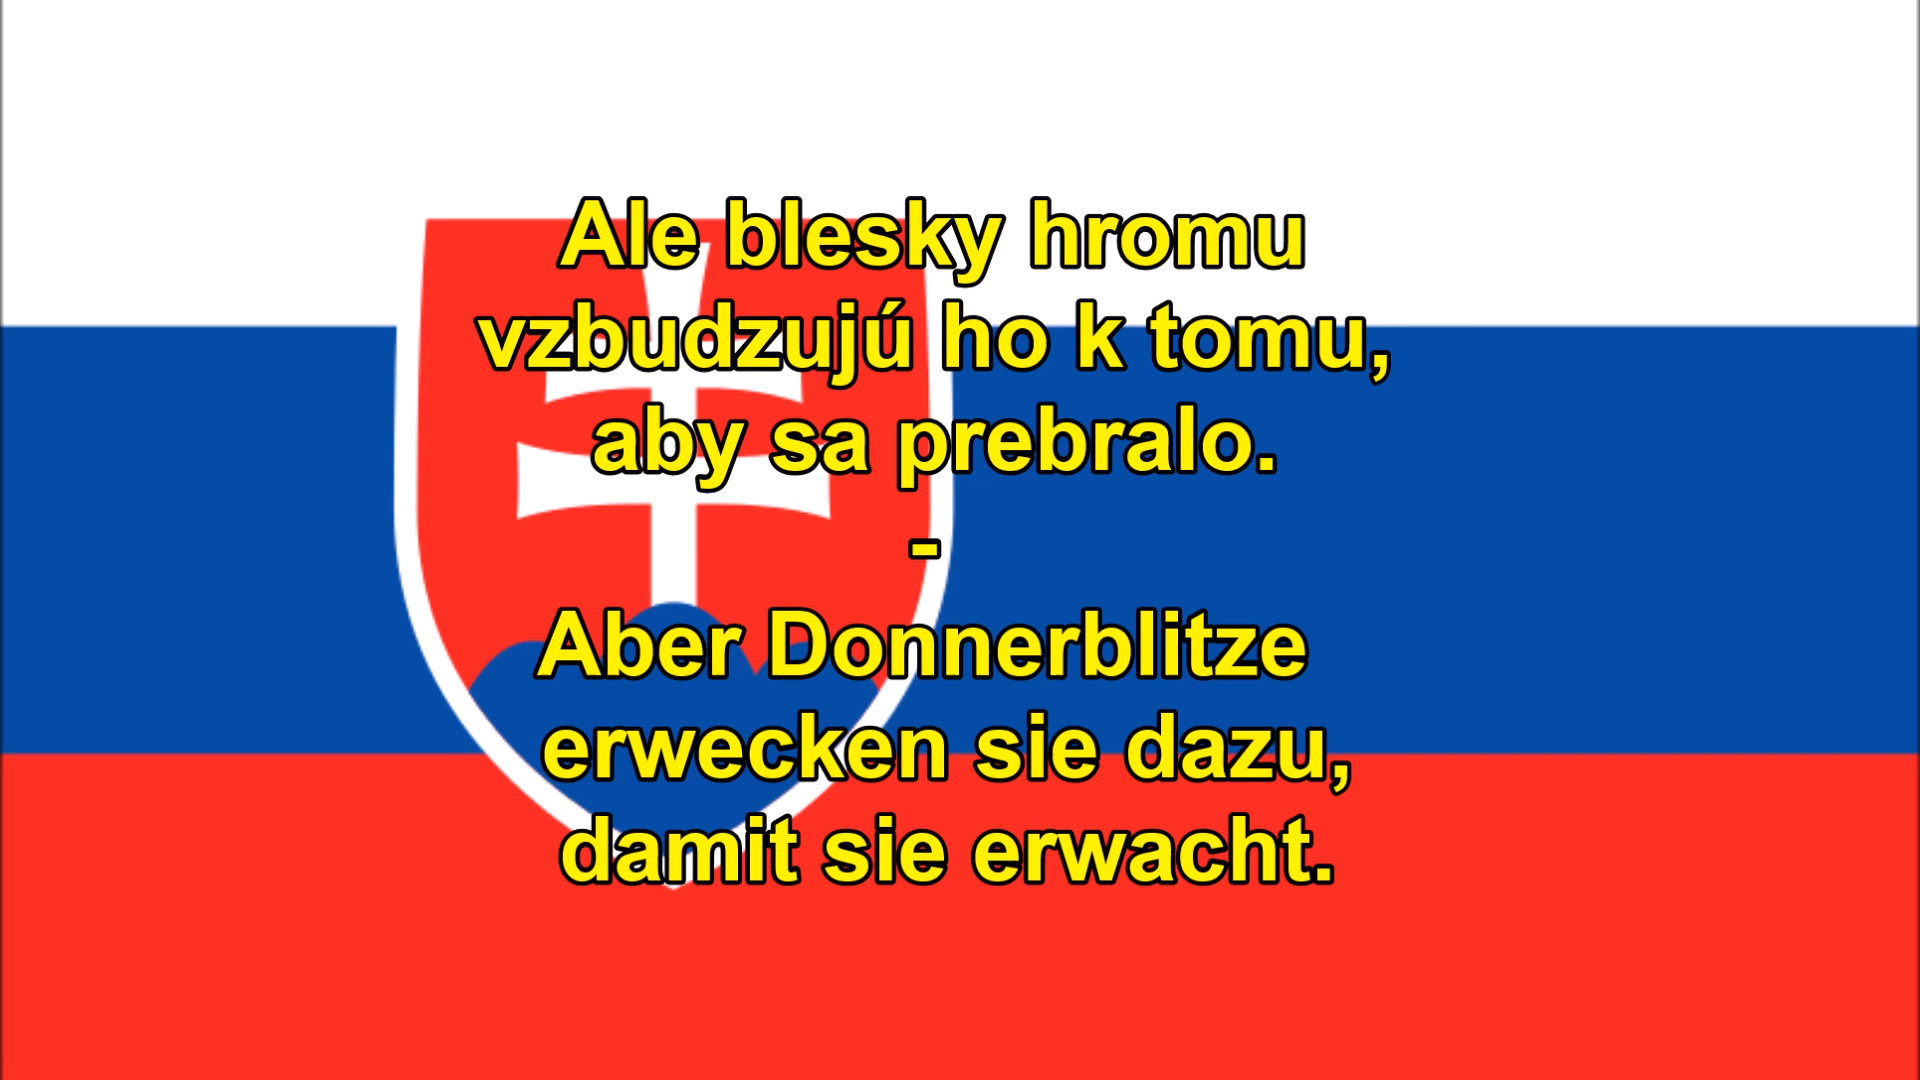 Ale blesky hromu
vzbudzujú ho k tomu,
aby sa prebralo.
-
Aber Donnerblitze
erwecken sie dazu,
damit sie erwacht.